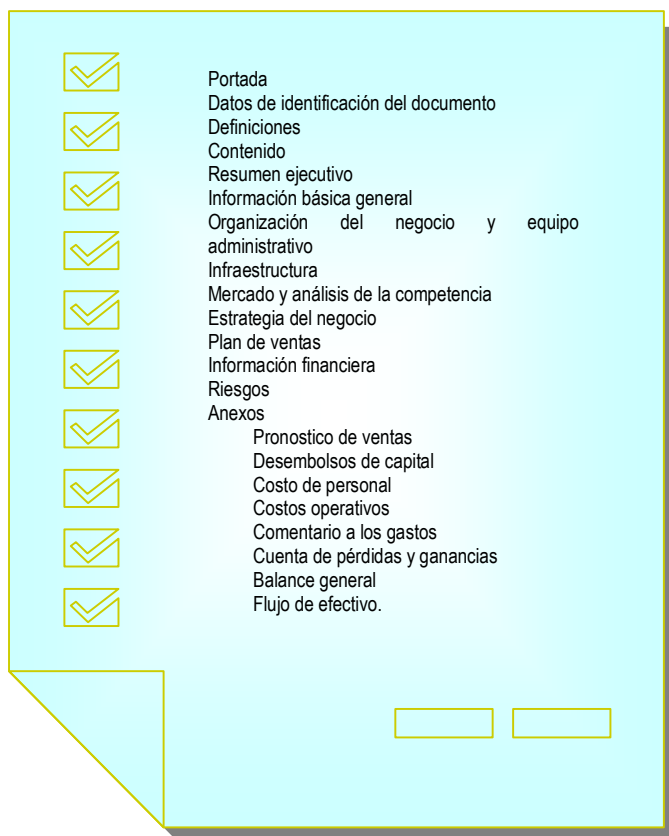 Portada
Datos de identificación del documento
Definiciones
Contenido
Resumen ejecutivo
Información básica general
Organización del negocio y equipo
administrativo
Infraestructura
Mercado y análisis de la competencia
Estrategia del negocio
Plan de ventas
Información financiera
Riesgos
Anexos
Pronostico de ventas
Desembolsos de capital
Costo de personal
Costos operativos
Comentario a los gastos
Cuenta de pérdidas y ganancias
Balance general
Flujo de efectivo.